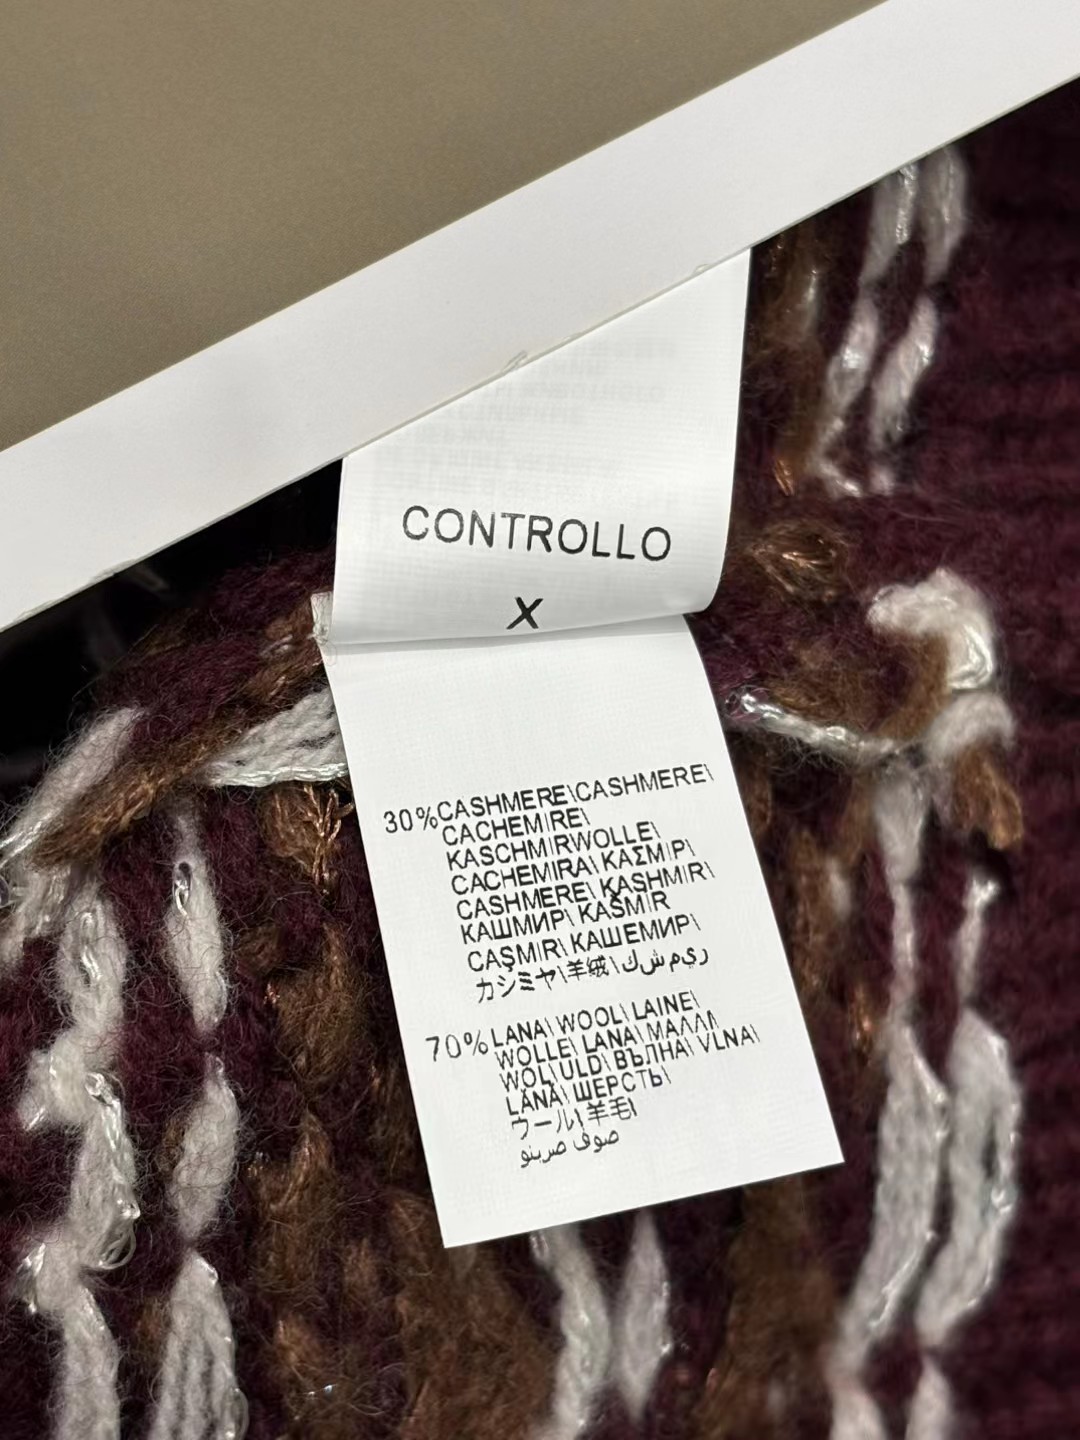 CONTROLLO
X
30%CASHMERE\CASHMERE\
CACHEMIRE\
KASCHMIRWOLLE\
CACHEMIRA\ ΚΑΣΜΙΡ\
CASHMERE\ KASHMIR\
КАШМИР\ KAŠMIR
CAŞMIR\ КАШЕМИР\
カシミヤ\羊绒\ك ش م ير
70%LANA\ WOOL\ LAINE\
WOLLE\ LANA\ ΜΑΛΛΙ
WOL\ ULD\ ВЪЛНА\ VLNA\
LÂNA\ ШЕРСТЬ\
ウール\ 羊毛\
صوف صرينو